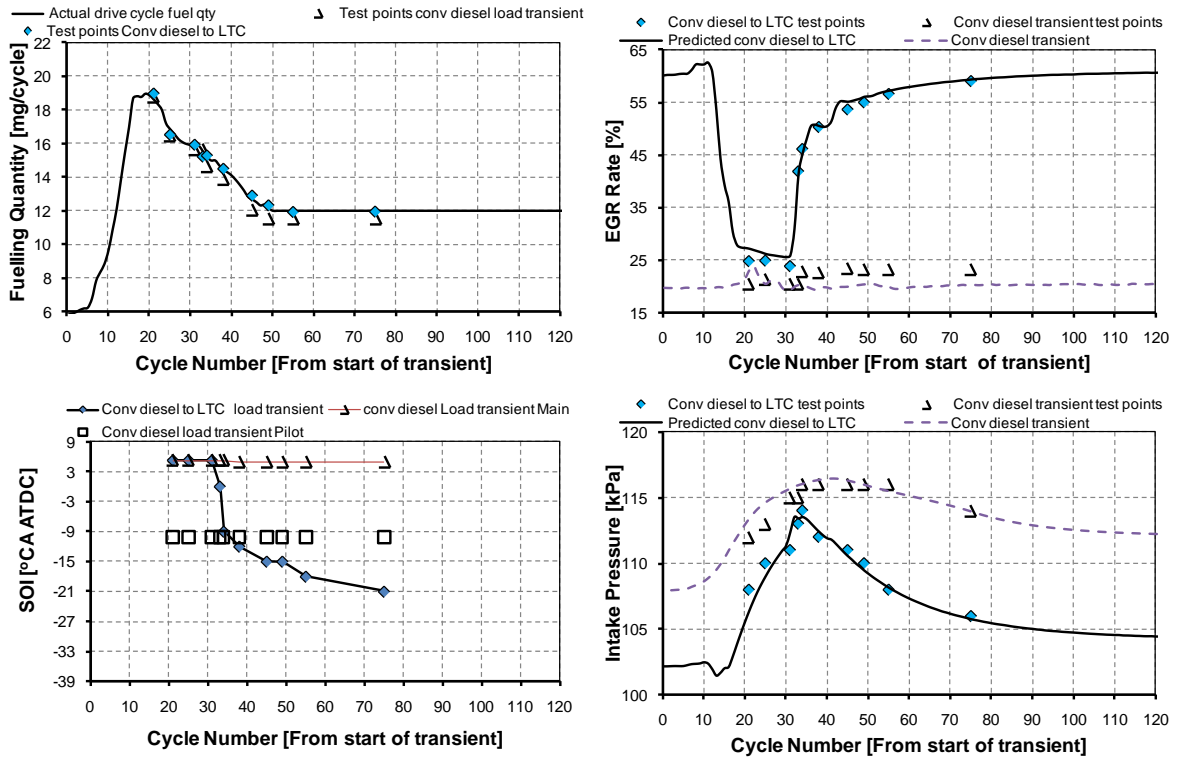 Actual drive cycle fuel qty
Test points conv diesel load transient
Test points Conv diesel to LTC
22
20
18
16
14
12
10
8
6
Fuelling Quantity [mg/cycle]
0 10 20 30 40 50 60 70 80 90 100 110 120
Cycle Number [From start of transient]
Conv diesel to LTC test points
Conv diesel transient test points
Predicted conv diesel to LTC
Conv diesel transient
65
55
45
35
25
15
EGR Rate [%]
0 10 20 30 40 50 60 70 80 90 100 110 120
Cycle Number [From start of transient]
Conv diesel to LTC load transient
conv diesel Load transient Main
Conv diesel load transient Pilot
9
3
-3
-9
-15
-21
-27
-33
-39
SOI [ºCA ATDC]
0 10 20 30 40 50 60 70 80 90 100 110 120
Cycle Number [From start of transient]
Conv diesel to LTC test points
Conv diesel transient test points
Predicted conv diesel to LTC
Conv diesel transient
120
115
110
105
100
Intake Pressure [kPa]
0 10 20 30 40 50 60 70 80 90 100 110 120
Cycle Number [From start of transient]